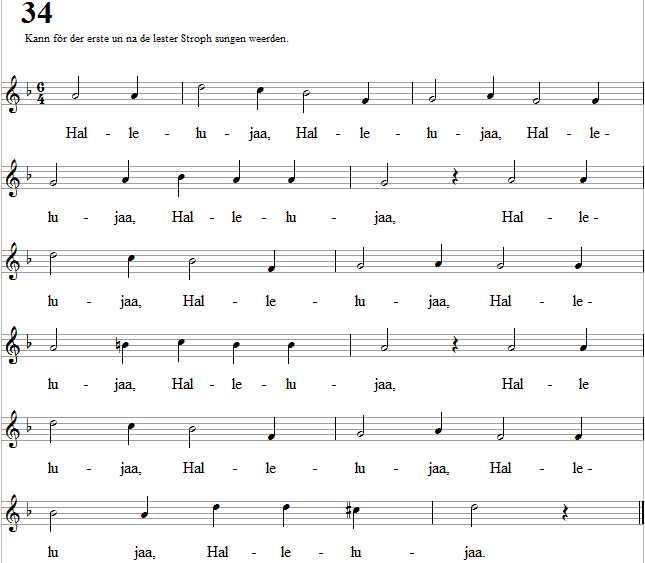 34
Kann för der erste un na de lester Stroph sungen weerden.
6
4
Hal - le - lu - jaa, Hal - le - lu - jaa, Hal - le -
lu - jaa, Hal - le - lu - jaa, Hal - le -
lu - jaa, Hal - le - lu - jaa, Hal - le -
lu - jaa, Hal - le - lu - jaa, Hal - le
lu - jaa, Hal - le - lu - jaa, Hal - le -
lu jaa, Hal - le - lu - jaa.